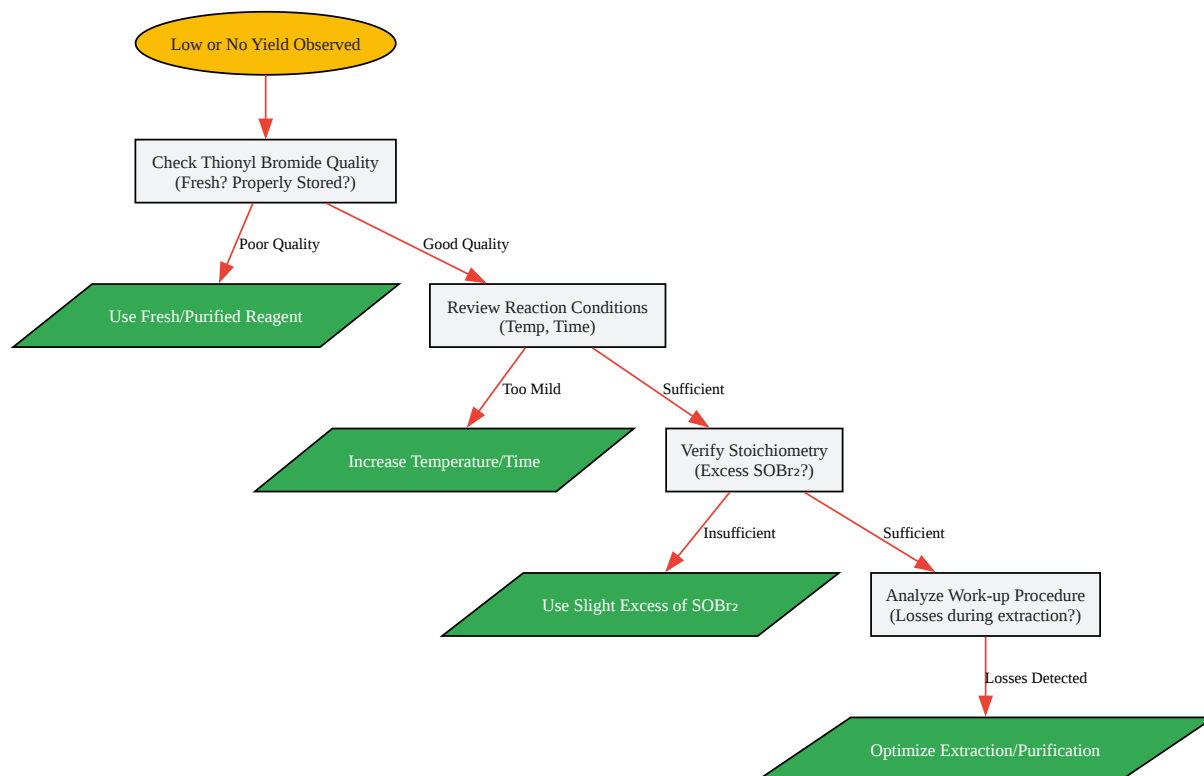 Low or No Yield Observed
Check Thionyl Bromide Quality
(Fresh? Properly Stored?)
Poor Quality
Good Quality
Use Fresh/Purified Reagent
Review Reaction Conditions
(Temp, Time)
Too Mild
Sufficient
Increase Temperature/Time
Verify Stoichiometry
(Excess SOBr₂?)
Insufficient
Sufficient
Use Slight Excess of SOBr₂
Analyze Work-up Procedure
(Losses during extraction?)
Losses Detected
Optimize Extraction/Purification